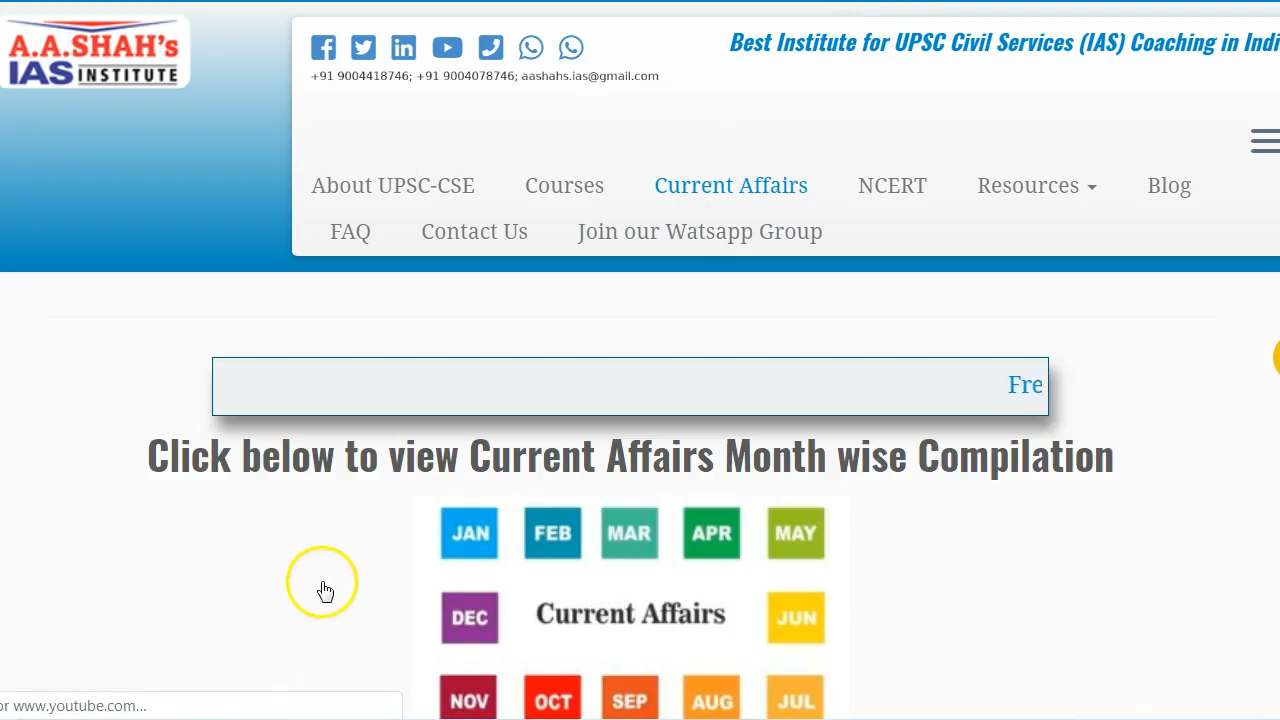 A.A.SHAH's
IAS INSTITUTE
+91 9004418746; +91 9004078746; aashahs.ias@gmail.com
Best Institute for UPSC Civil Services (IAS) Coaching in Indi
About UPSC-CSE Courses Current Affairs NCERT Resources Blog
FAQ Contact Us Join our Watsapp Group
Fre
Click below to view Current Affairs Month wise Compilation
JAN FEB MAR APR MAY
DEC Current Affairs JUN
NOV OCT SEP AUG JUL
or www.youtube.com...